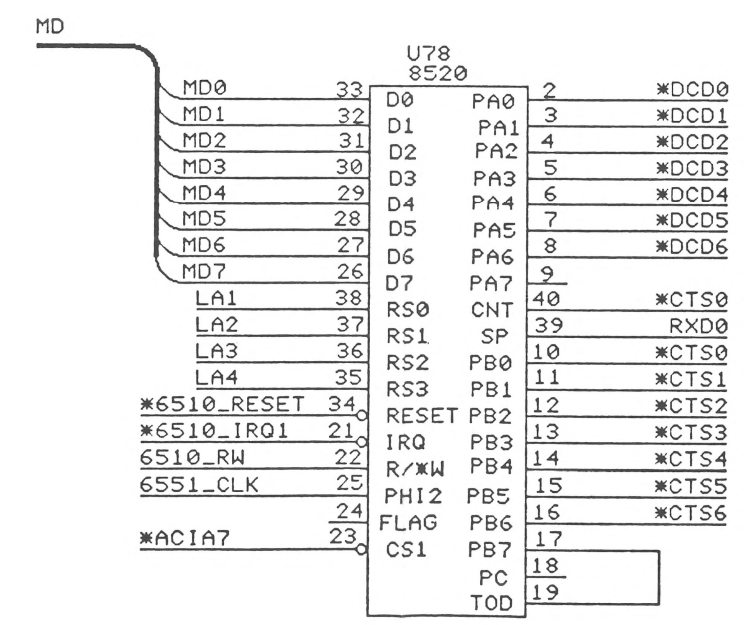 MD
U78
8520
MD0 33 D0 PA0 2 *DCD0
MD1 32 D1 PA1 3 *DCD1
MD2 31 D2 PA2 4 *DCD2
MD3 30 D3 PA3 5 *DCD3
MD4 29 D4 PA4 6 *DCD4
MD5 28 D5 PA5 7 *DCD5
MD6 27 D6 PA6 8 *DCD6
MD7 26 D7 PA7 9
LA1 38 RS0 CNT 40 *CTS0
LA2 37 RS1 SP 39 RXD0
LA3 36 RS2 PB0 10 *CTS0
LA4 35 RS3 PB1 11 *CTS1
*6510_RESET 34 RESET PB2 12 *CTS2
*6510_IRQ1 21 IRQ PB3 13 *CTS3
6510_RW 22 R/*W PB4 14 *CTS4
6551_CLK 25 PHI2 PB5 15 *CTS5
24 FLAG PB6 16 *CTS6
*ACIA7 23 CS1 PB7 17
PC 18
TOD 19